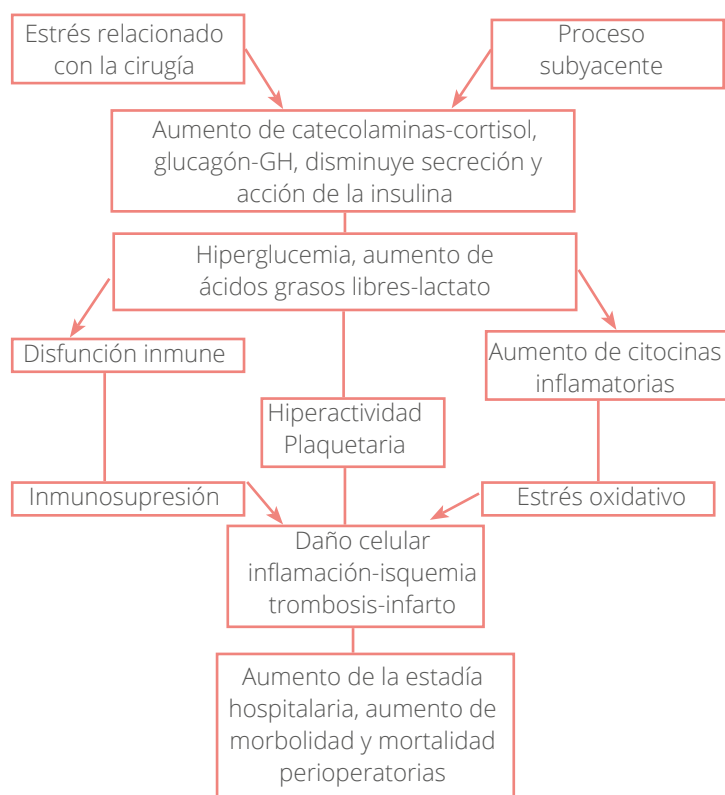 Estrés relacionado
con la cirugía
Proceso
subyacente
Aumento de catecolaminas-cortisol,
glucagón-GH, disminuye secreción y
acción de la insulina
Hiperglucemia, aumento de
ácidos grasos libres-lactato
Disfunción inmune
Aumento de citocinas
inflamatorias
Hiperactividad
Plaquetaria
Inmunosupresión
Estrés oxidativo
Daño celular
inflamación-isquemia
trombosis-infarto
Aumento de la estadía
hospitalaria, aumento de
morbolidad y mortalidad
perioperatorias